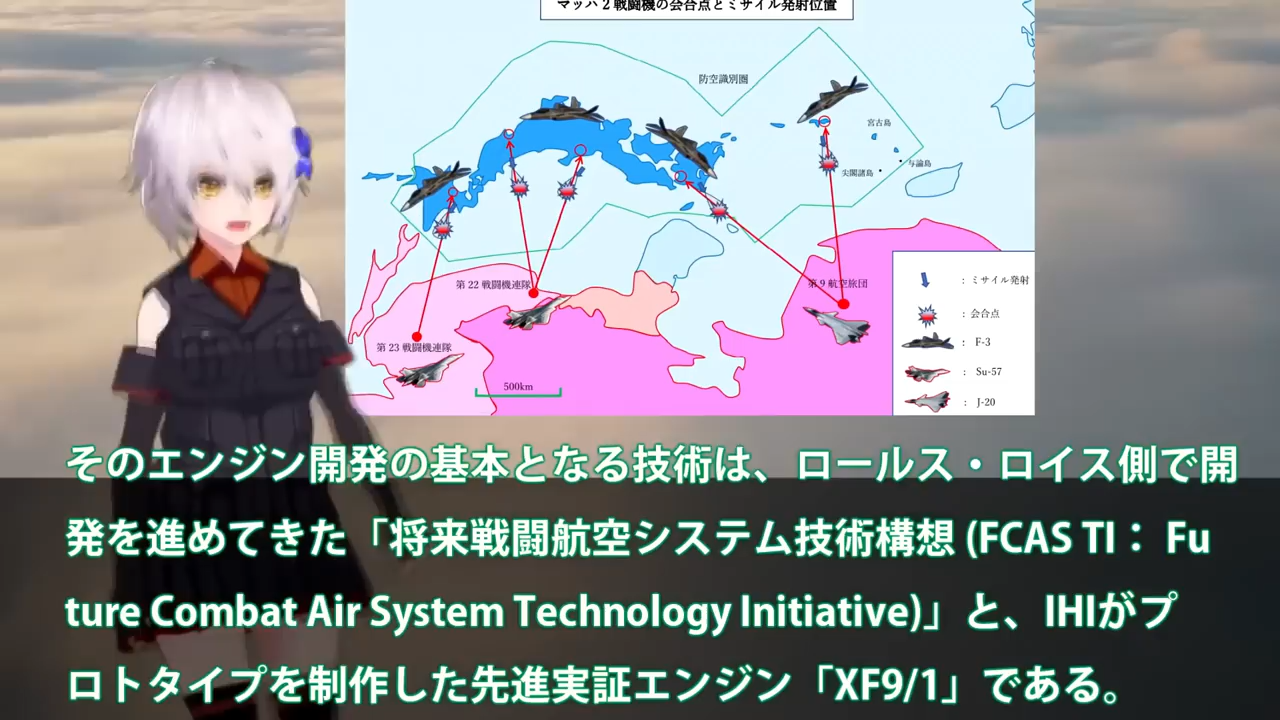 マッハ2戦闘機の会合点とミサイル発射位置
防空識別圏
宮古島
与論島
尖閣諸島
第22戦闘機連隊
第9航空旅団
第23戦闘機連隊
500km
：ミサイル発射
：会合点
： F-3
： Su-57
： J-20
そのエンジン開発の基本となる技術は、ロールス・ロイス側で開
発を進めてきた「将来戦闘航空システム技術構想 (FCAS TI： Fu
ture Combat Air System Technology Initiative)」と、IHIがプ
ロトタイプを制作した先進実証エンジン「XF9/1」である。